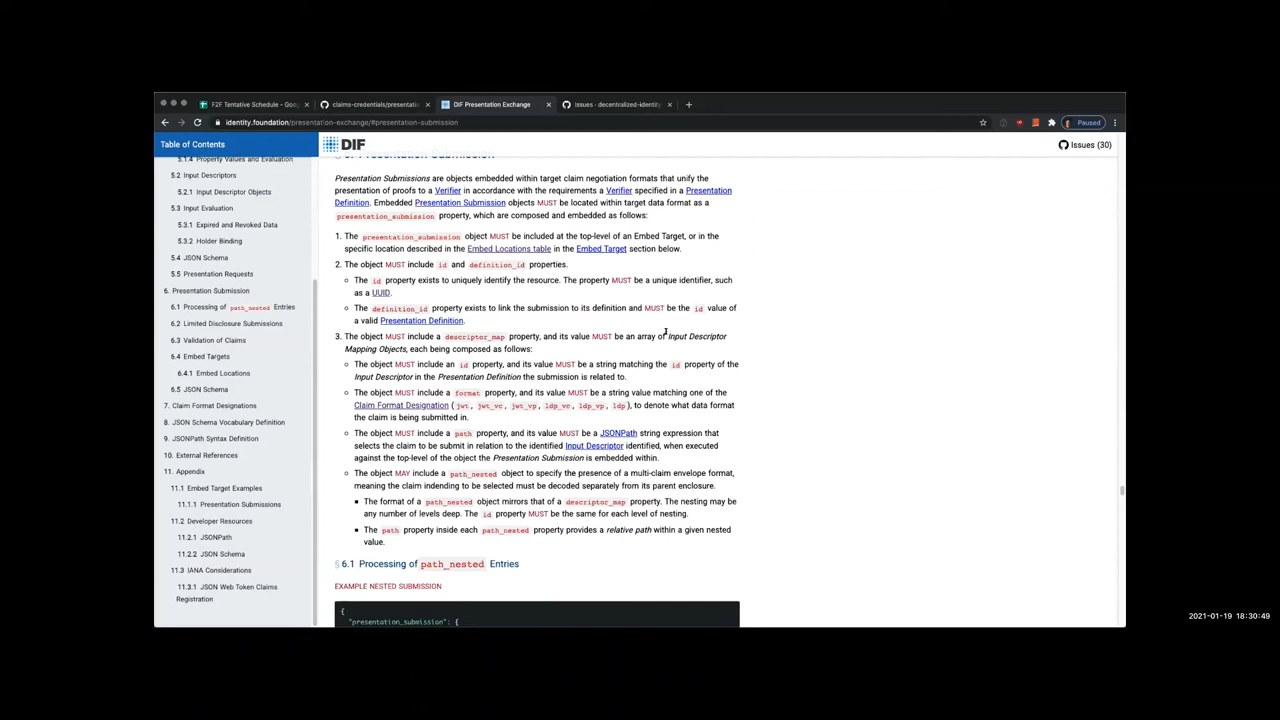 F2F Tentative Schedule - Goo
claims-credentials/presentatio
DIF Presentation Exchange
Issues · decentralized-identity
identity.foundation/presentation-exchange/#presentation-submission
Paused
Table of Contents
DIF
Issues (30)
5.1.4 Property Values and Evaluation
5.2 Input Descriptors
5.2.1 Input Descriptor Objects
5.3 Input Evaluation
5.3.1 Expired and Revoked Data
5.3.2 Holder Binding
5.4 JSON Schema
5.5 Presentation Requests
6. Presentation Submission
6.1 Processing of path_nested Entries
6.2 Limited Disclosure Submissions
6.3 Validation of Claims
6.4 Embed Targets
6.4.1 Embed Locations
6.5 JSON Schema
7. Claim Format Designations
8. JSON Schema Vocabulary Definition
9. JSONPath Syntax Definition
10. External References
11. Appendix
11.1 Embed Target Examples
11.1.1 Presentation Submissions
11.2 Developer Resources
11.2.1 JSONPath
11.2.2 JSON Schema
11.3 IANA Considerations
11.3.1 JSON Web Token Claims
Registration
§ 6. Presentation Submission
Presentation Submissions are objects embedded within target claim negotiation formats that unify the
presentation of proofs to a Verifier in accordance with the requirements a Verifier specified in a Presentation
Definition. Embedded Presentation Submission objects MUST be located within target data format as a
presentation_submission property, which are composed and embedded as follows:
1. The presentation_submission object MUST be included at the top-level of an Embed Target, or in the
specific location described in the Embed Locations table in the Embed Target section below.
2. The object MUST include id and definition_id properties.
The id property exists to uniquely identify the resource. The property MUST be a unique identifier, such
as a UUID.
The definition_id property exists to link the submission to its definition and MUST be the id value of
a valid Presentation Definition.
3. The object MUST include a descriptor_map property, and its value MUST be an array of Input Descriptor
Mapping Objects, each being composed as follows:
The object MUST include an id property, and its value MUST be a string matching the id property of the
Input Descriptor in the Presentation Definition the submission is related to.
The object MUST include a format property, and its value MUST be a string value matching one of the
Claim Format Designation (jwt, jwt_vc, jwt_vp, ldp_vc, ldp_vp, ldp), to denote what data format
the claim is being submitted in.
The object MUST include a path property, and its value MUST be a JSONPath string expression that
selects the claim to be submit in relation to the identified Input Descriptor identified, when executed
against the top-level of the object the Presentation Submission is embedded within.
The object MAY include a path_nested object to specify the presence of a multi-claim envelope format,
meaning the claim indending to be selected must be decoded separately from its parent enclosure.
The format of a path_nested object mirrors that of a descriptor_map property. The nesting may be
any number of levels deep. The id property MUST be the same for each level of nesting.
The path property inside each path_nested property provides a relative path within a given nested
value.
§ 6.1 Processing of path_nested Entries
EXAMPLE NESTED SUBMISSION
{
"presentation_submission": {
2021-01-19 18:30:49